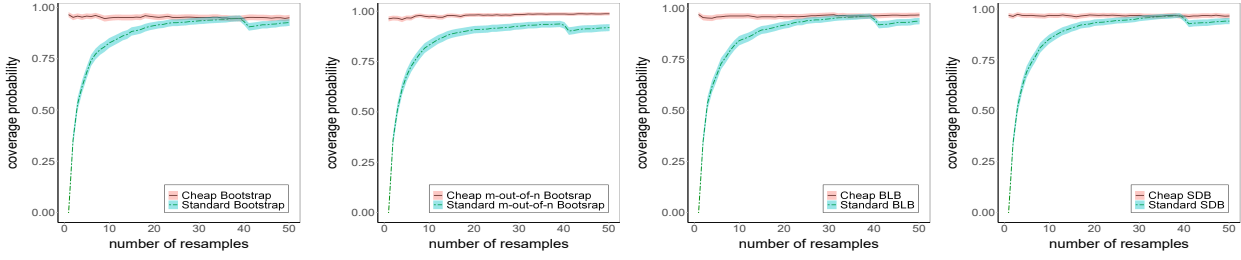 coverage probability
1.00
0.75
0.50
0.25
0.00
Cheap Bootstrap
Standard Bootstrap
0 10 20 30 40 50
number of resamples
coverage probability
1.00
0.75
0.50
0.25
0.00
Cheap m-out-of-n Bootsrap
Standard m-out-of-n Bootsrap
0 10 20 30 40 50
number of resamples
coverage probability
1.00
0.75
0.50
0.25
0.00
Cheap BLB
Standard BLB
0 10 20 30 40 50
number of resamples
coverage probability
1.00
0.75
0.50
0.25
0.00
Cheap SDB
Standard SDB
0 10 20 30 40 50
number of resamples